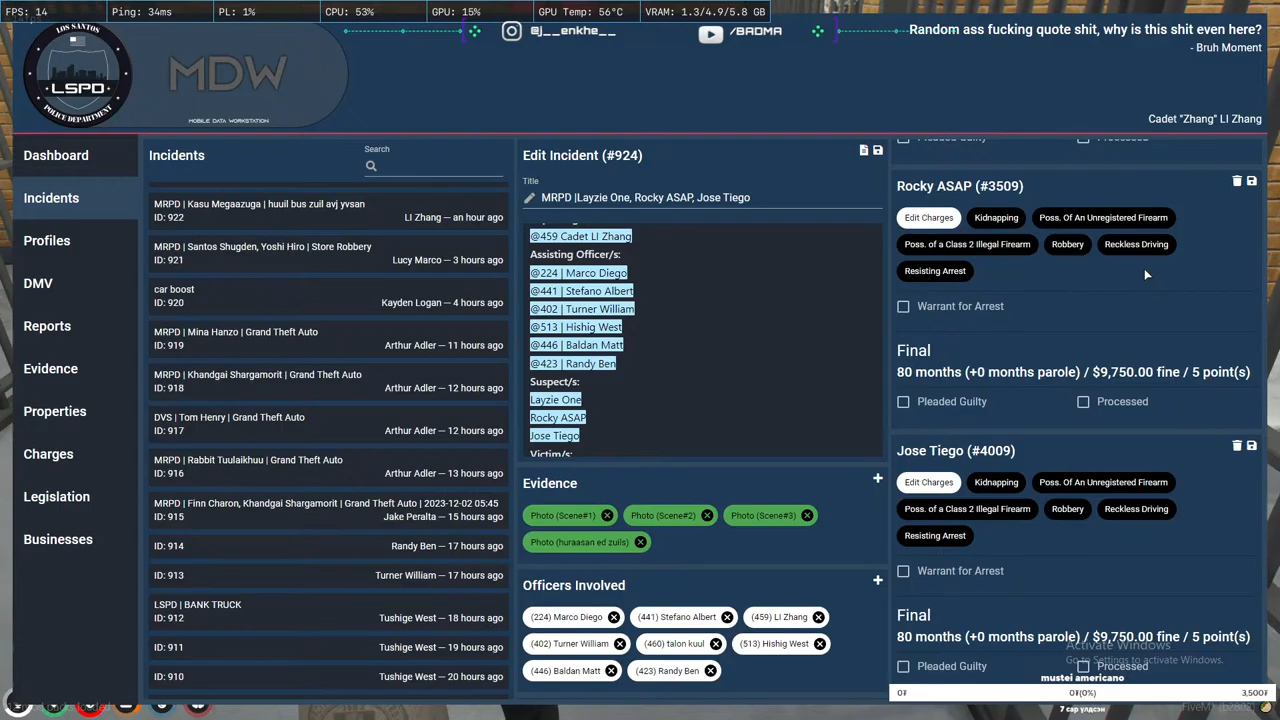 FPS: 14
Ping: 34ms
PL: 1%
CPU: 53%
GPU: 15%
GPU Temp: 56°C
VRAM: 1.3/4.9/5.8 GB
@j__enkhe__
/BADMA
Random ass fucking quote shit, why is this shit even here?
- Bruh Moment
LOS SANTOS
LSPD
POLICE DEPARTMENT
MDW
MOBILE DATA WORKSTATION
Cadet "Zhang" LI Zhang
Dashboard
Incidents
Profiles
DMV
Reports
Evidence
Properties
Charges
Legislation
Businesses
Incidents
Search
MRPD | Kasu Megaazuga | huuil bus zuil avj yvsan
ID: 922 LI Zhang — an hour ago
MRPD | Santos Shugden, Yoshi Hiro | Store Robbery
ID: 921 Lucy Marco — 3 hours ago
car boost
ID: 920 Kayden Logan — 4 hours ago
MRPD | Mina Hanzo | Grand Theft Auto
ID: 919 Arthur Adler — 11 hours ago
MRPD | Khandgai Shargamorit | Grand Theft Auto
ID: 918 Arthur Adler — 12 hours ago
DVS | Tom Henry | Grand Theft Auto
ID: 917 Arthur Adler — 12 hours ago
MRPD | Rabbit Tuulaikhuu | Grand Theft Auto
ID: 916 Arthur Adler — 13 hours ago
MRPD | Finn Charon, Khandgai Shargamorit | Grand Theft Auto | 2023-12-02 05:45
ID: 915 Jake Peralta — 15 hours ago
ID: 914 Randy Ben — 17 hours ago
ID: 913 Turner William — 17 hours ago
LSPD | BANK TRUCK
ID: 912 Tushige West — 18 hours ago
ID: 911 Tushige West — 19 hours ago
ID: 910 Tushige West — 20 hours ago
Edit Incident (#924)
Title
MRPD |Layzie One, Rocky ASAP, Jose Tiego
@459 Cadet LI Zhang
Assisting Officer/s:
@224 | Marco Diego
@441 | Stefano Albert
@402 | Turner William
@513 | Hishig West
@446 | Baldan Matt
@423 | Randy Ben
Suspect/s:
Layzie One
Rocky ASAP
Jose Tiego
Victim/s:
Evidence
Photo (Scene#1) Photo (Scene#2) Photo (Scene#3)
Photo (huraasan ed zuils)
Officers Involved
(224) Marco Diego (441) Stefano Albert (459) LI Zhang
(402) Turner William (460) talon kuul (513) Hishig West
(446) Baldan Matt (423) Randy Ben
Pleaded Guilty Processed
Rocky ASAP (#3509)
Edit Charges Kidnapping Poss. Of An Unregistered Firearm
Poss. of a Class 2 Illegal Firearm Robbery Reckless Driving
Resisting Arrest
Warrant for Arrest
Final
80 months (+0 months parole) / $9,750.00 fine / 5 point(s)
Pleaded Guilty Processed
Jose Tiego (#4009)
Edit Charges Kidnapping Poss. Of An Unregistered Firearm
Poss. of a Class 2 Illegal Firearm Robbery Reckless Driving
Resisting Arrest
Warrant for Arrest
Final
80 months (+0 months parole) / $9,750.00 fine / 5 point(s)
Activate Windows
Go to Settings to activate Windows.
Pleaded Guilty Processed
mustei americano
0₮ 0₮(0%) 3,500₮
7 сар үлдсэн